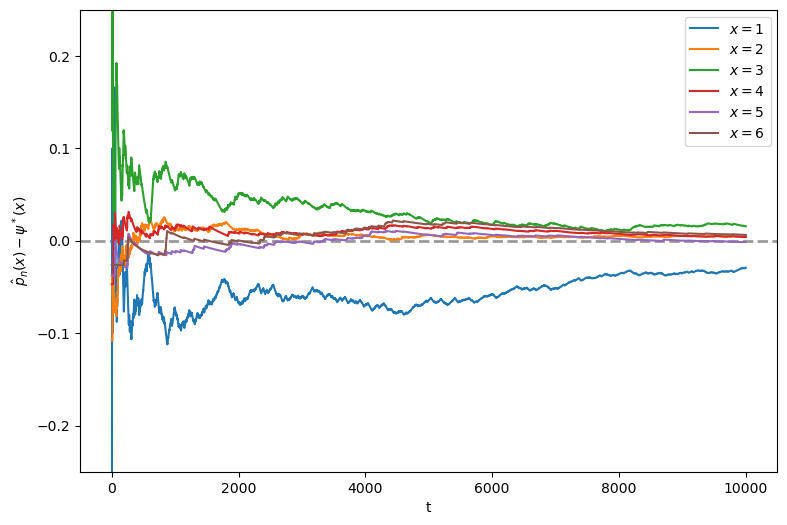 0.2
0.1
0.0
−0.1
−0.2
p̂ₙ(x) − ψ*(x)
0
2000
4000
6000
8000
10000
t
x = 1
x = 2
x = 3
x = 4
x = 5
x = 6